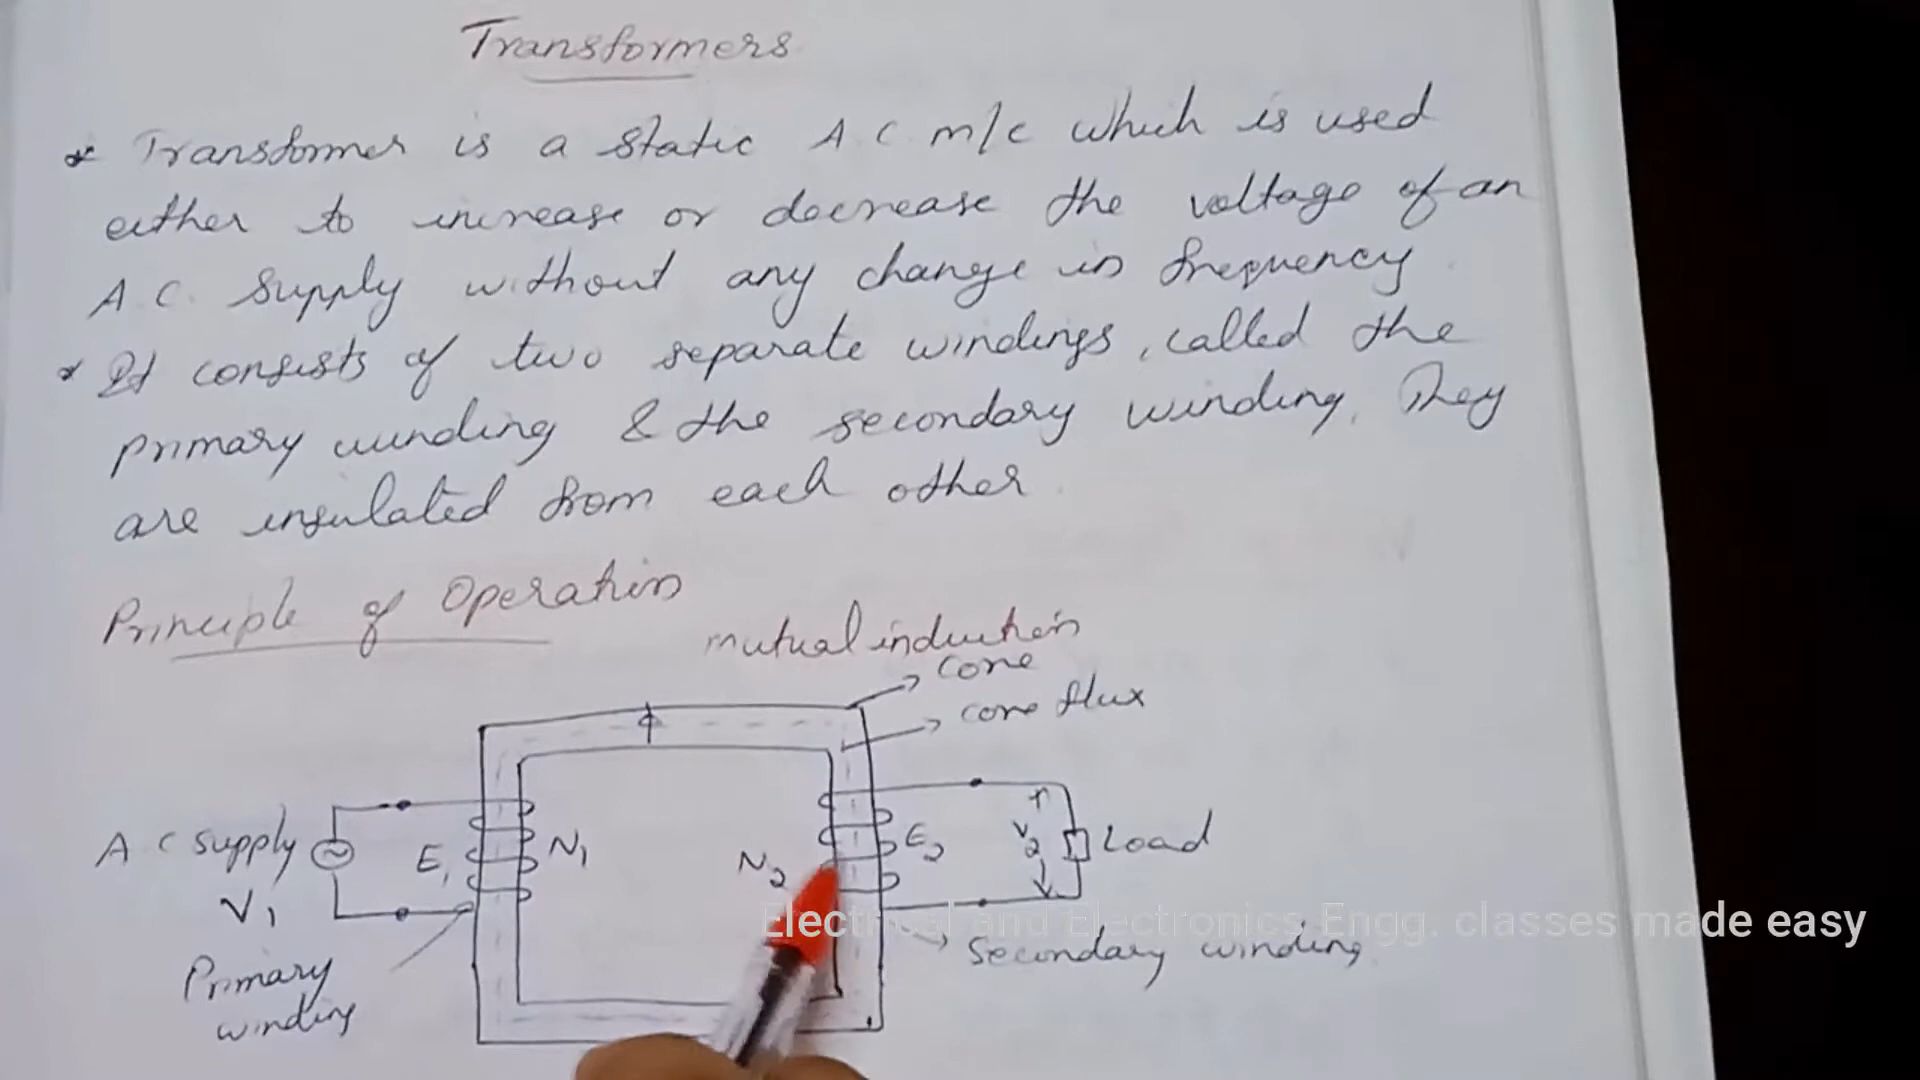 Transformers
* Transformer is a static A.C. m/c which is used
either to increase or decrease the voltage of an
A.C. supply without any change in frequency.
* It consists of two separate windings, called the
primary winding & the secondary winding. They
are insulated from each other.
Principle of Operation
mutual induction
core
core flux
ϕ
A C supply
V1
E1
N1
N2
E2
V2
Load
Primary
winding
Secondary winding
Electrical and Electronics Engg. classes made easy